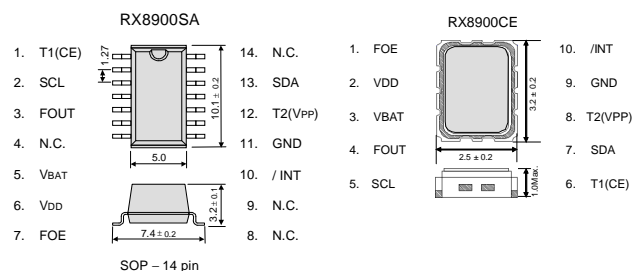 RX8900SA
1. T1(CE)
2. SCL
3. FOUT
4. N.C.
5. VBAT
6. VDD
7. FOE
1.27
10.1 ± 0.2
5.0
3.2 ± 0.1
7.4 ± 0.2
14. N.C.
13. SDA
12. T2(VPP)
11. GND
10. / INT
9. N.C.
8. N.C.
SOP – 14 pin
RX8900CE
1. FOE
2. VDD
3. VBAT
4. FOUT
5. SCL
3.2 ± 0.2
2.5 ± 0.2
1.0Max.
10. /INT
9. GND
8. T2(VPP)
7. SDA
6. T1(CE)